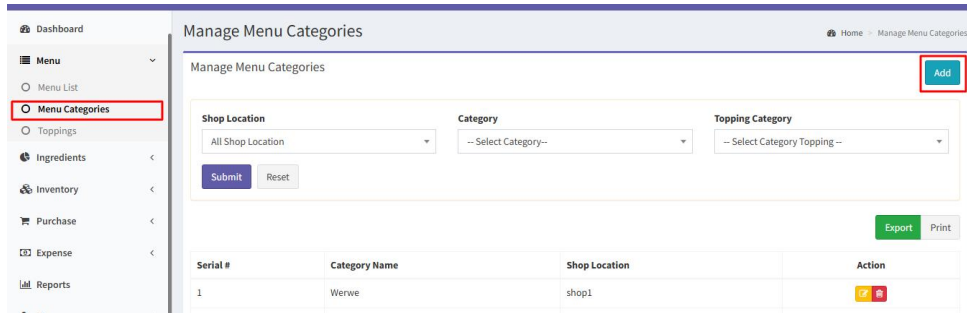 Dashboard
Menu
Menu List
Menu Categories
Toppings
Ingredients
Inventory
Purchase
Expense
Reports
Manage Menu Categories
Home > Manage Menu Categories
Manage Menu Categories
Add
Shop Location
Category
Topping Category
All Shop Location
-- Select Category--
-- Select Category Topping --
Submit Reset
Export Print
Serial # Category Name Shop Location Action
1 Werwe shop1